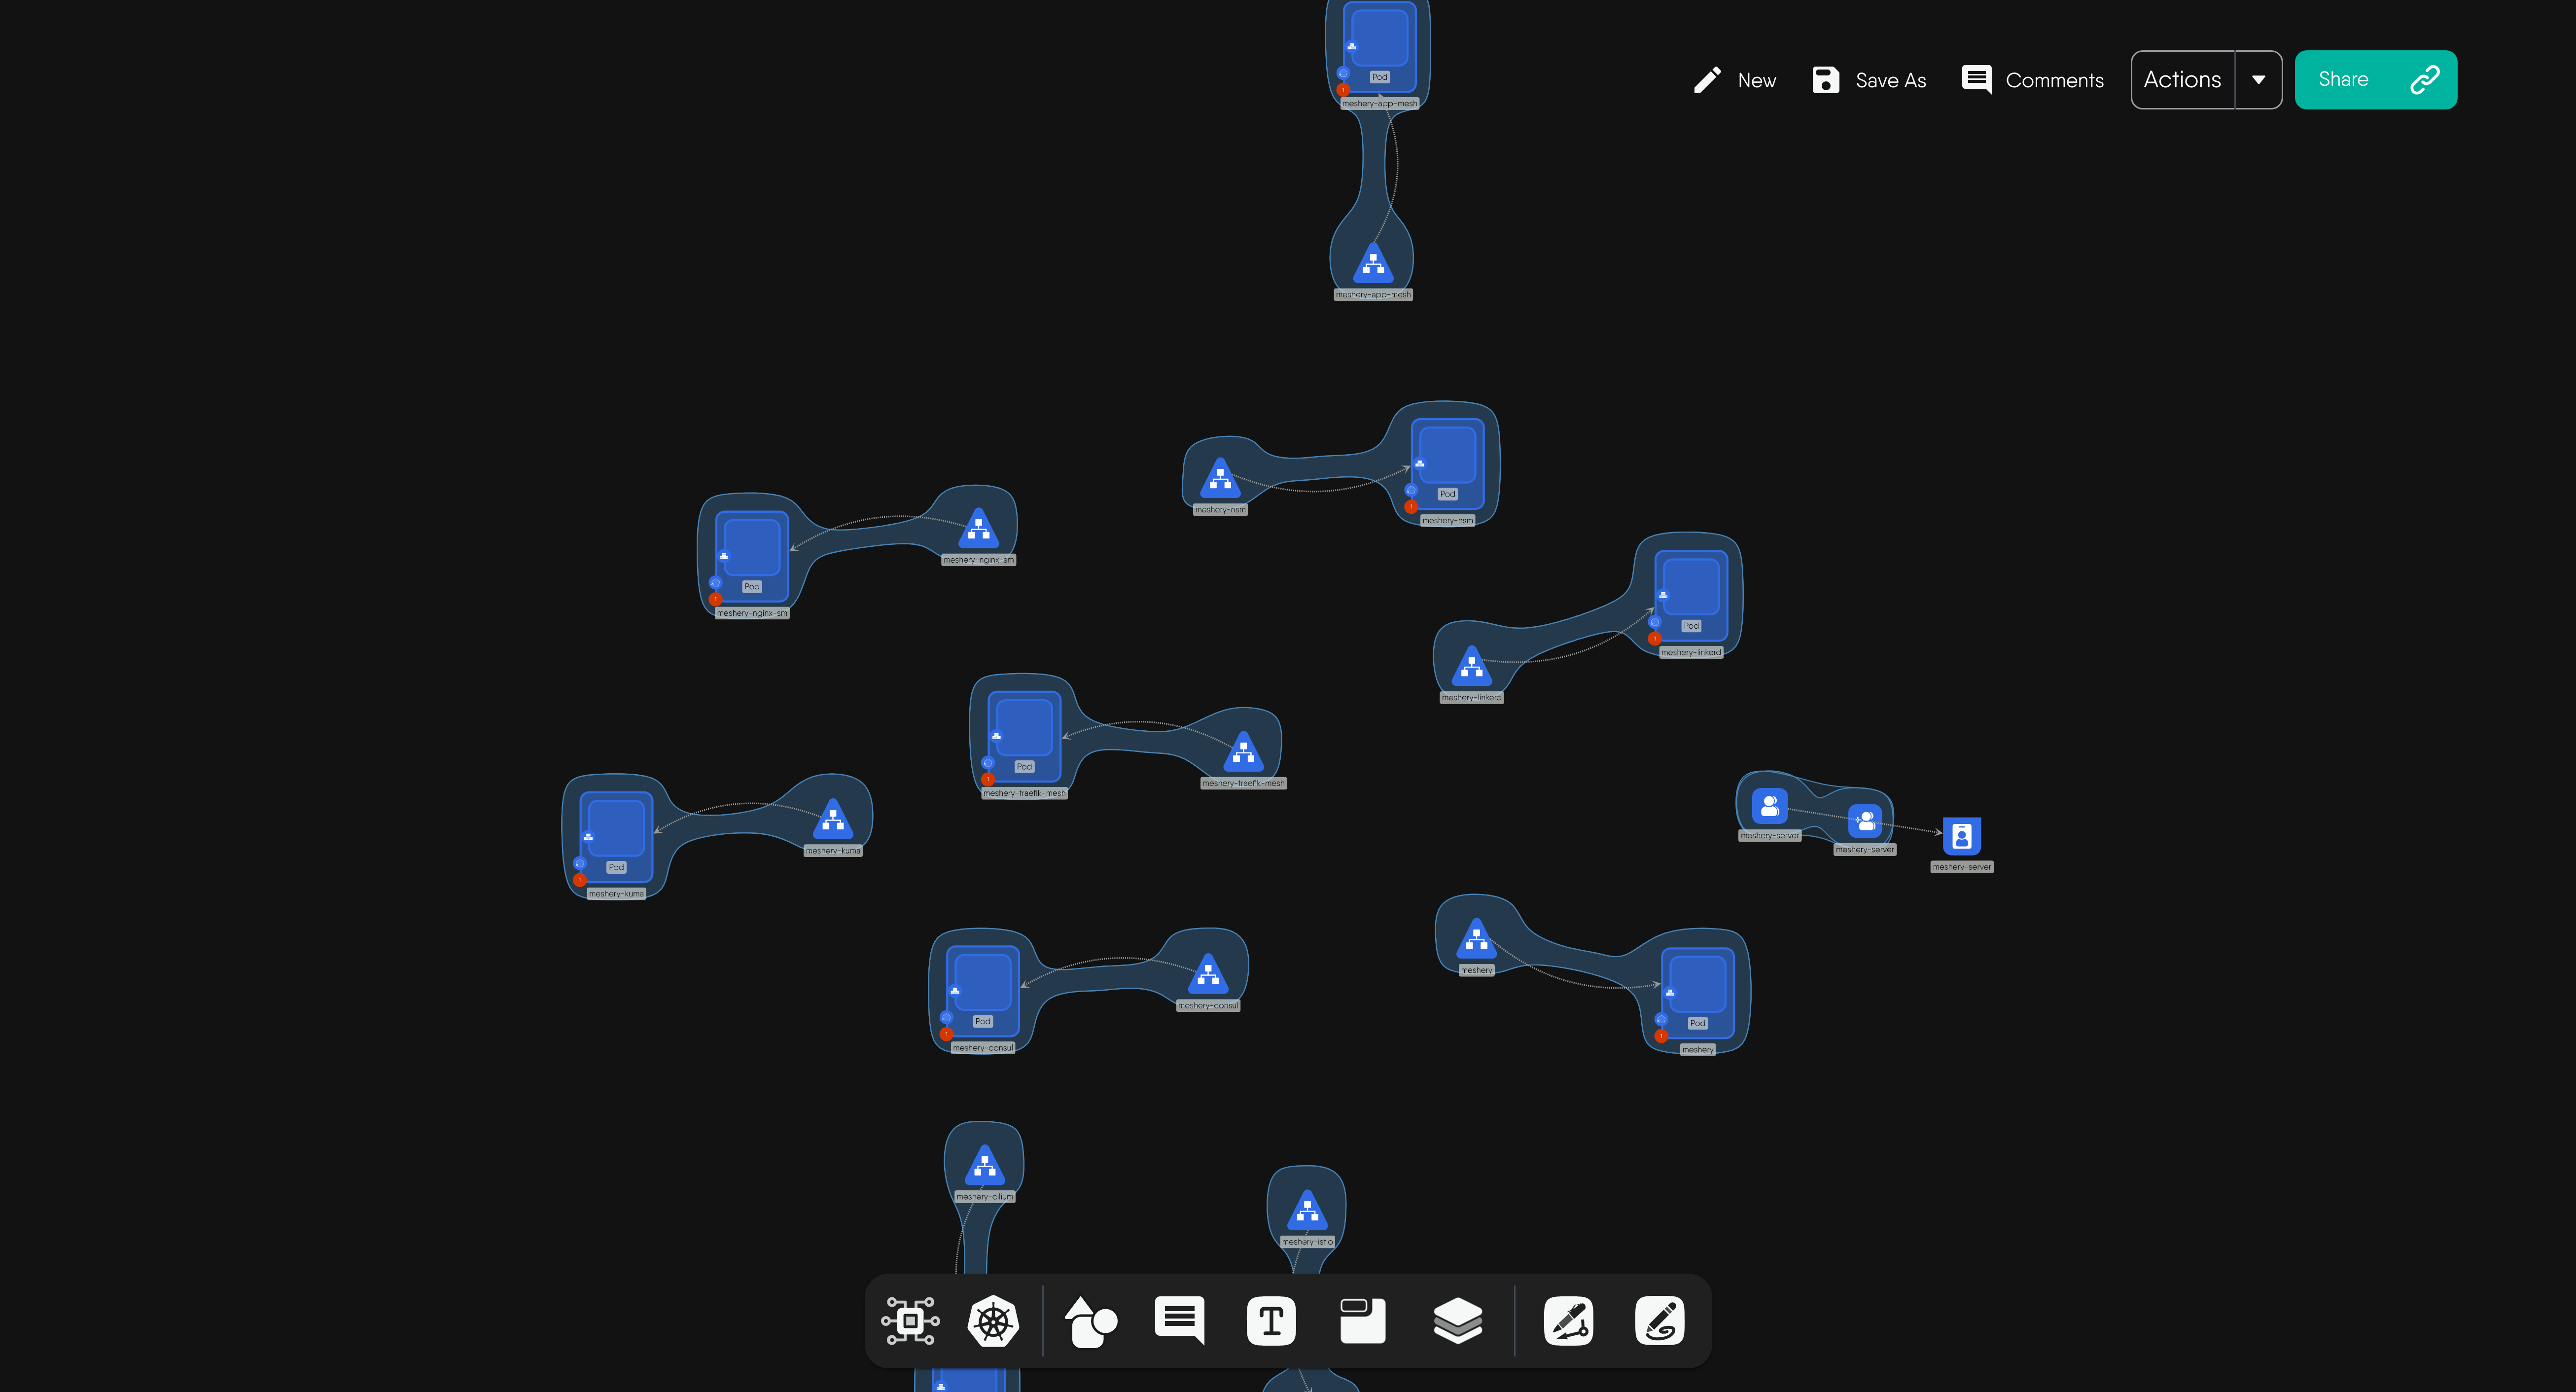 Pod
meshery-app-mesh
New
Save As
Comments
Actions
Share
meshery-app-mesh
meshery-nsm
Pod
meshery-nsm
meshery-nginx-sm
Pod
meshery-nginx-sm
Pod
meshery-linkerd
meshery-linkerd
Pod
meshery-traefik-mesh
meshery-traefik-mesh
meshery-kuma
Pod
meshery-kuma
meshery-server
meshery-server
meshery-server
meshery
Pod
meshery
meshery-consul
Pod
meshery-consul
meshery-cilium
meshery-istio
T